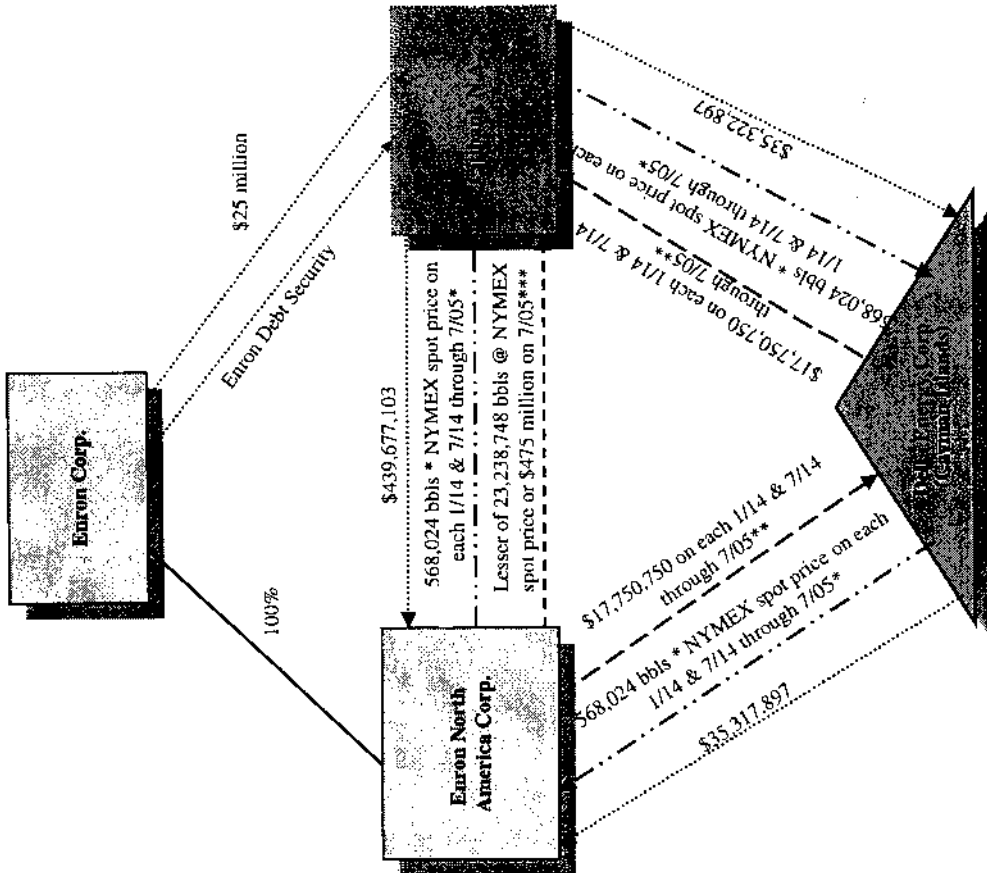 Enron Corp.
$25 million
Enron Debt Security
100%
Enron North
America Corp.
$439,677,103
568,024 bbls * NYMEX spot price on
each 1/14 & 7/14 through 7/05*
Lesser of 23,238,748 bbls @ NYMEX
spot price or $475 million on 7/05***
$17,750,750 on each 1/14 & 7/14
through 7/05**
568,024 bbls * NYMEX spot price on each
1/14 & 7/14 through 7/05*
$35,317,897
$35,322,897
568,024 bbls * NYMEX spot price on each
1/14 & 7/14 through 7/05*
$17,750,750 on each 1/14 & 7/14
through 7/05**
Delta Energy Corp.